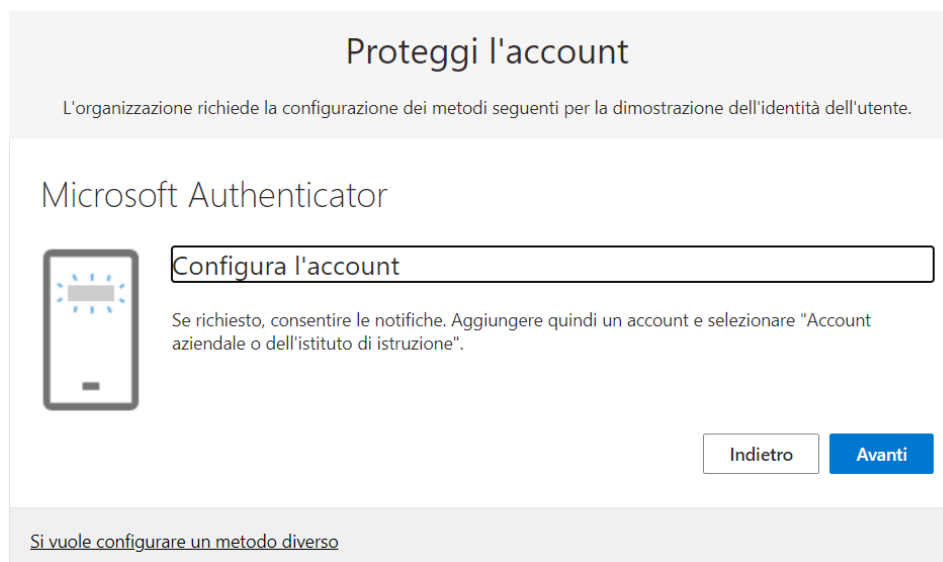 Proteggi l'account
L'organizzazione richiede la configurazione dei metodi seguenti per la dimostrazione dell'identità dell'utente.
Microsoft Authenticator
Configura l'account
Se richiesto, consentire le notifiche. Aggiungere quindi un account e selezionare "Account
aziendale o dell'istituto di istruzione".
Indietro
Avanti
Si vuole configurare un metodo diverso